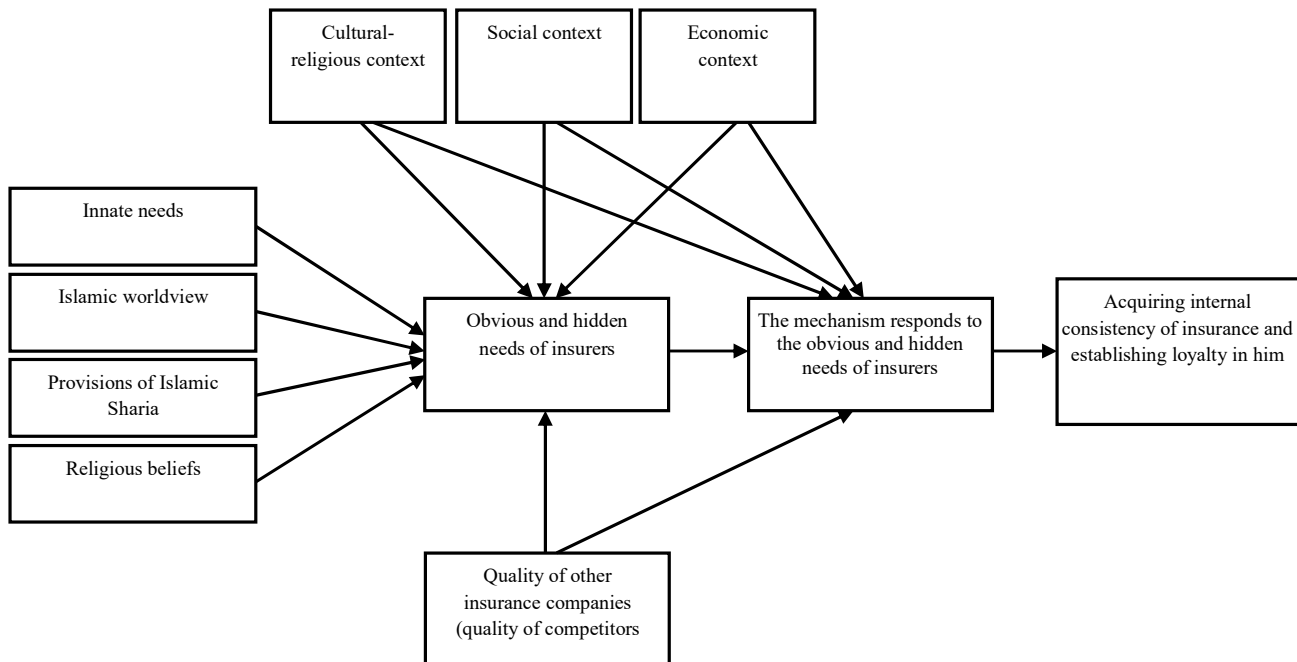 Cultural-
religious context
Social context
Economic
context
Innate needs
Islamic worldview
Provisions of Islamic
Sharia
Religious beliefs
Obvious and hidden
needs of insurers
The mechanism responds to
the obvious and hidden
needs of insurers
Acquiring internal
consistency of insurance and
establishing loyalty in him
Quality of other
insurance companies
(quality of competitors